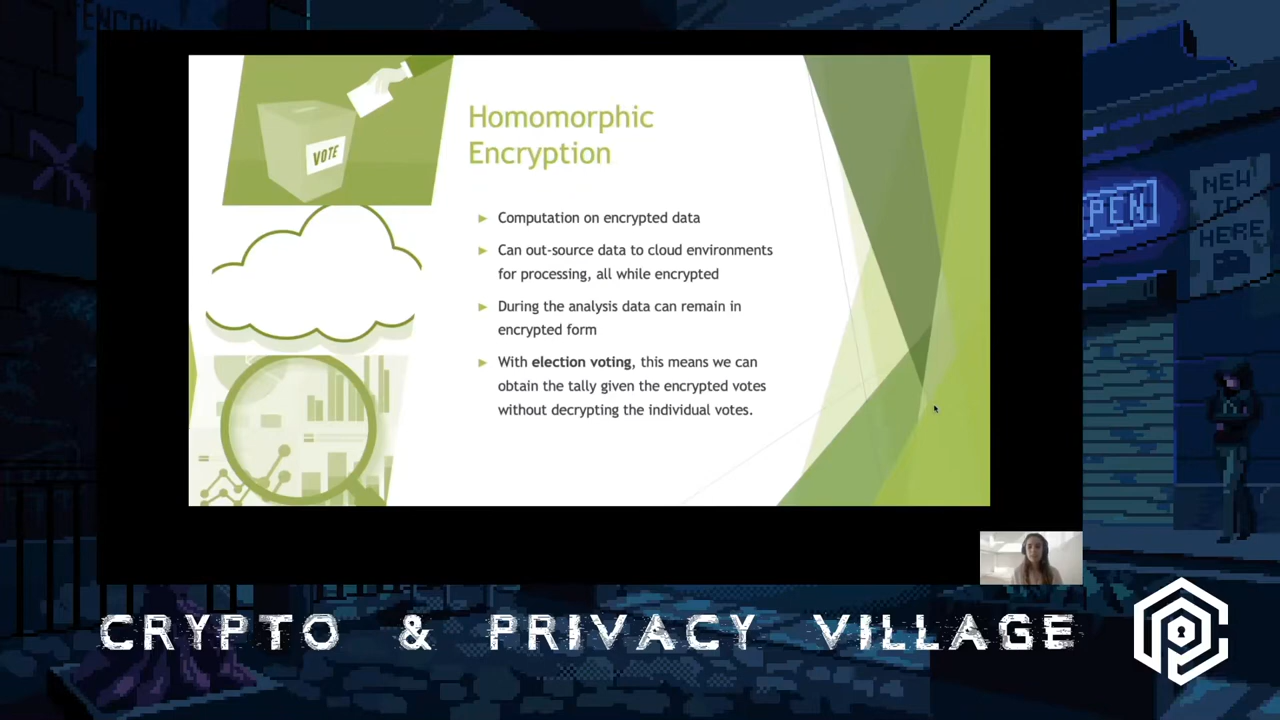 VOTE
Homomorphic
Encryption
Computation on encrypted data
Can out-source data to cloud environments
for processing, all while encrypted
During the analysis data can remain in
encrypted form
With election voting, this means we can
obtain the tally given the encrypted votes
without decrypting the individual votes.
PEN
NEW
TO
HERE
CRYPTO & PRIVACY VILLAGE